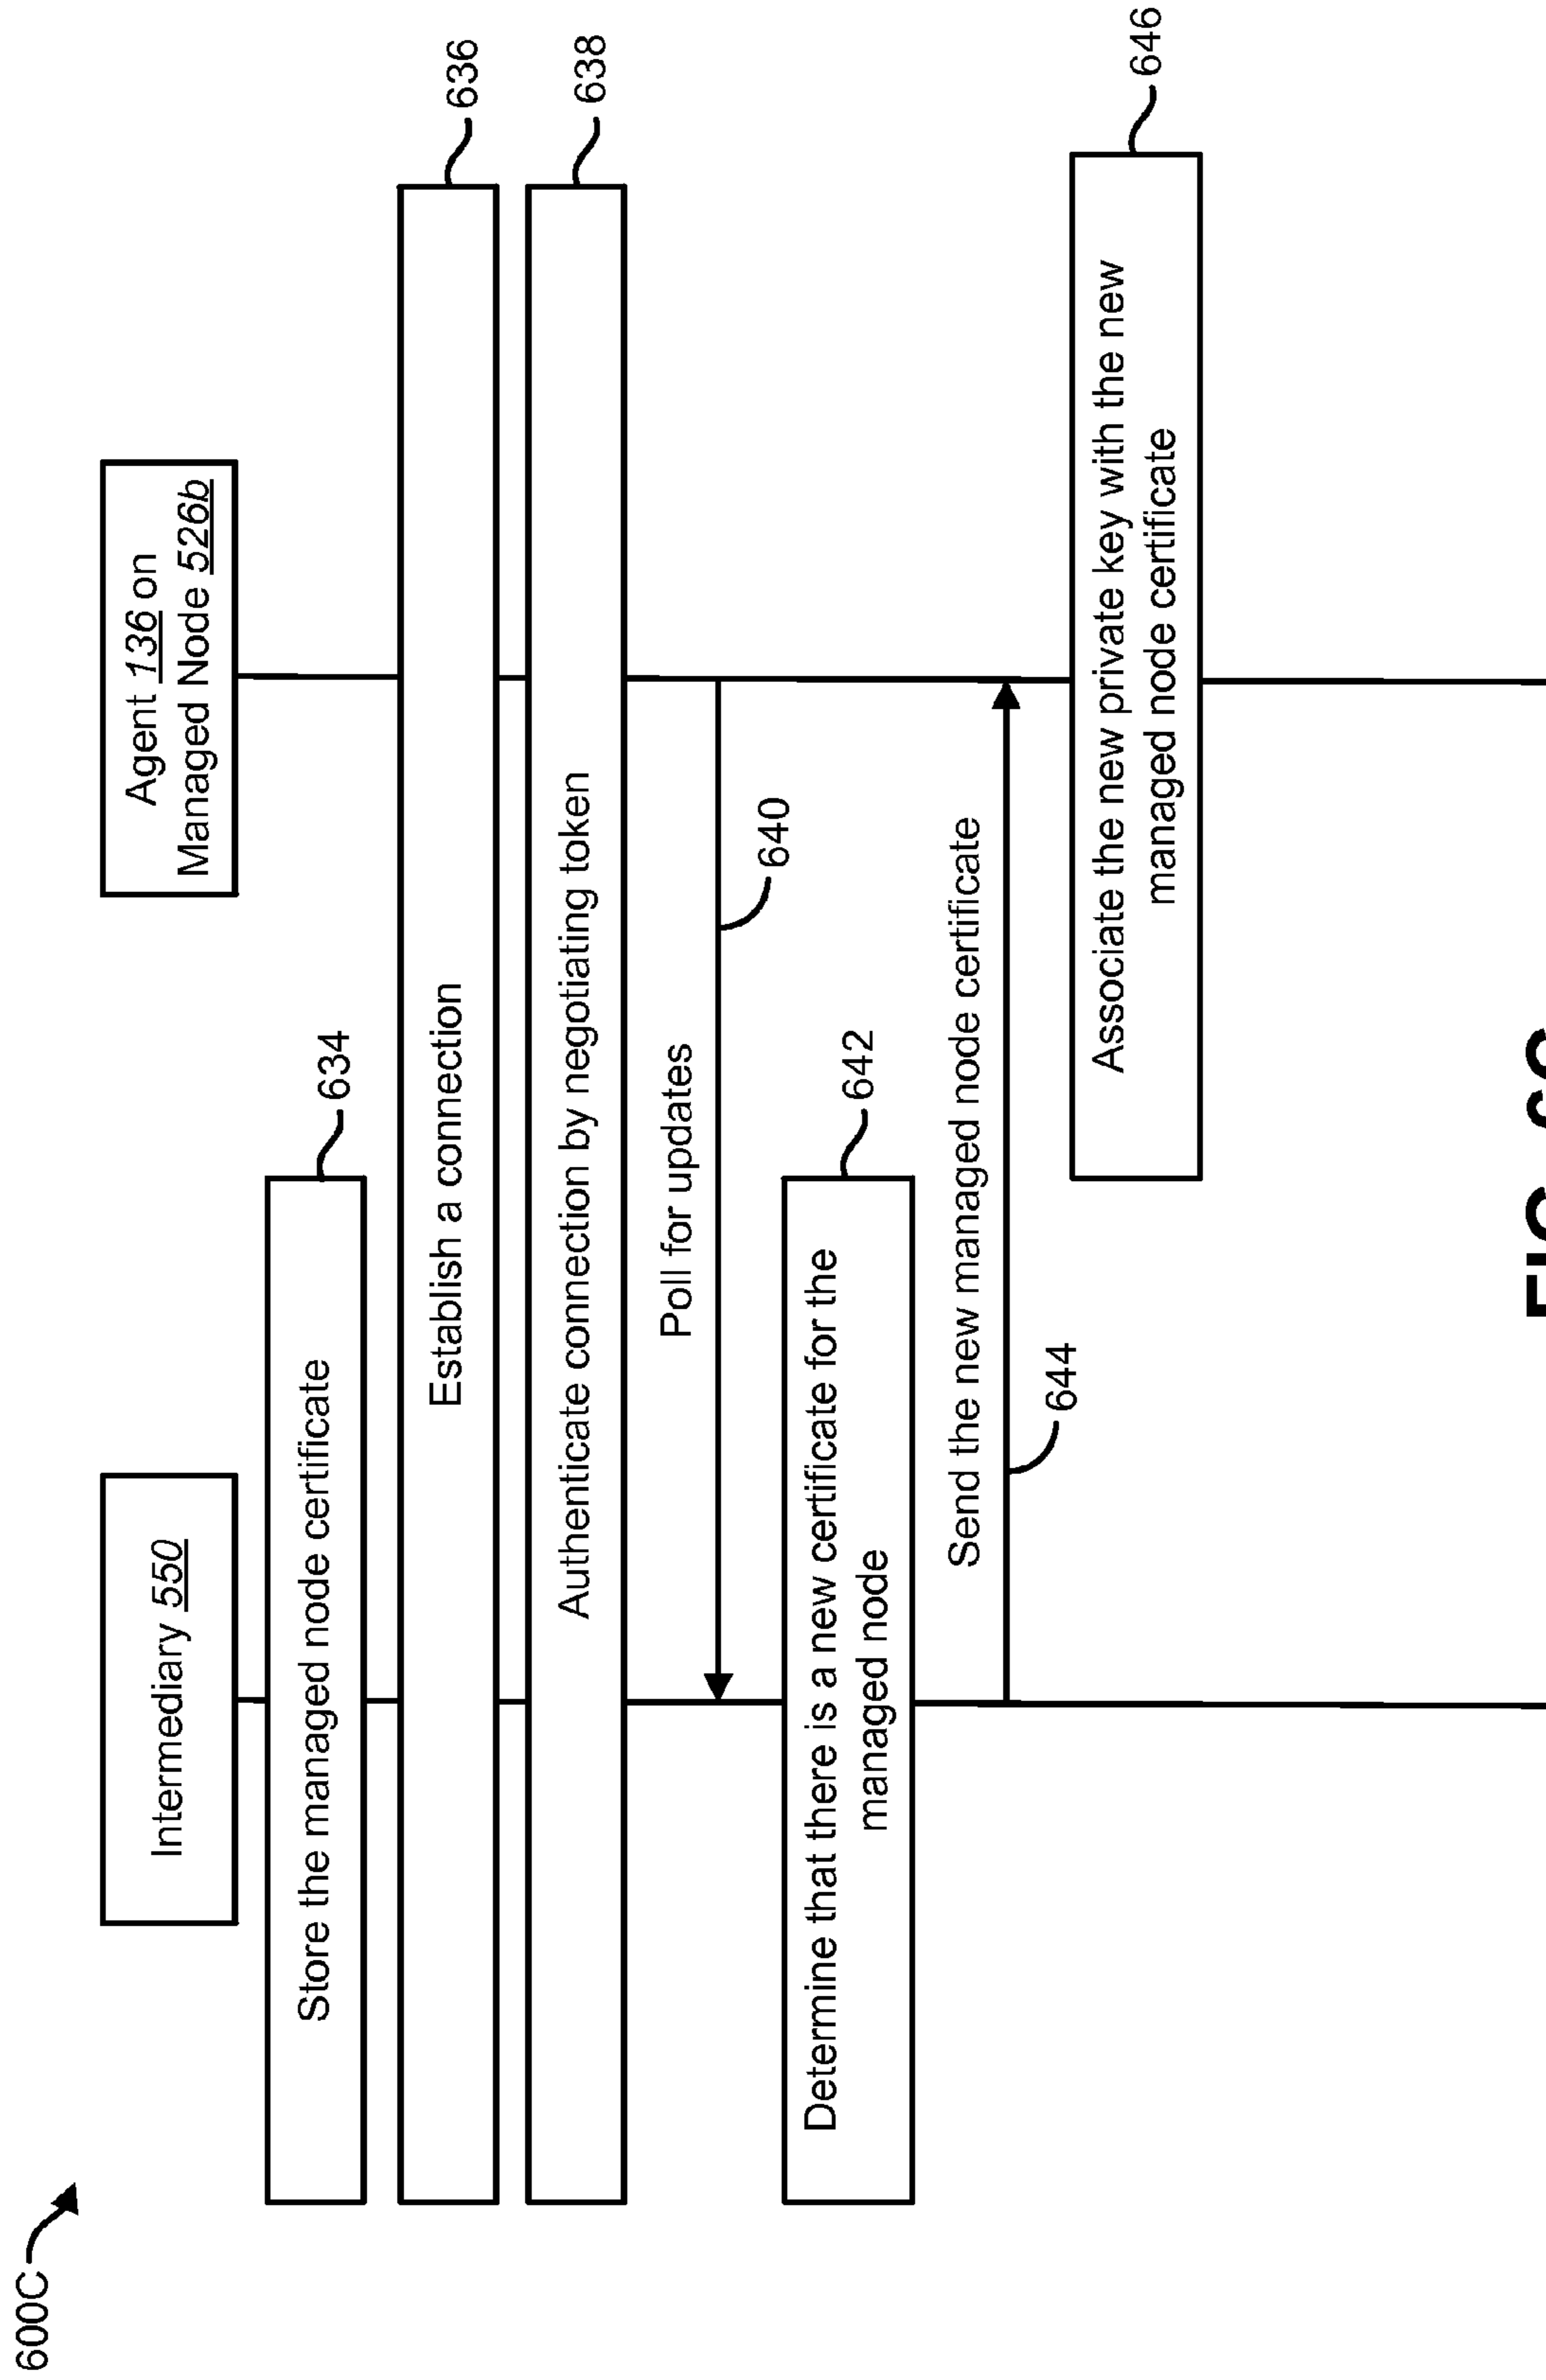 600C
Intermediary 550
Agent 136 on
Managed Node 526b
Store the managed node certificate
634
Establish a connection
636
Authenticate connection by negotiating token
638
Poll for updates
640
Determine that there is a new certificate for the
managed node
642
Send the new managed node certificate
644
Associate the new private key with the new
managed node certificate
646